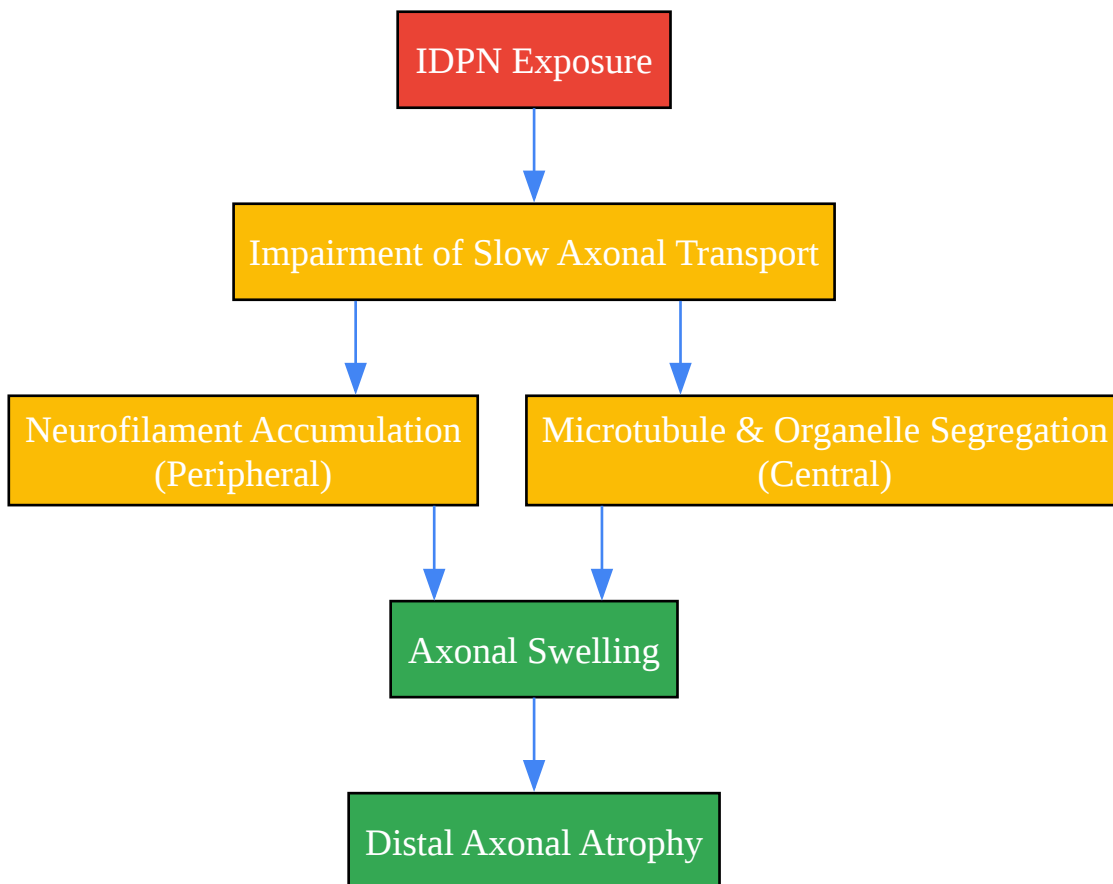 IDPN Exposure
Impairment of Slow Axonal Transport
Neurofilament Accumulation
(Peripheral)
Microtubule & Organelle Segregation
(Central)
Axonal Swelling
Distal Axonal Atrophy